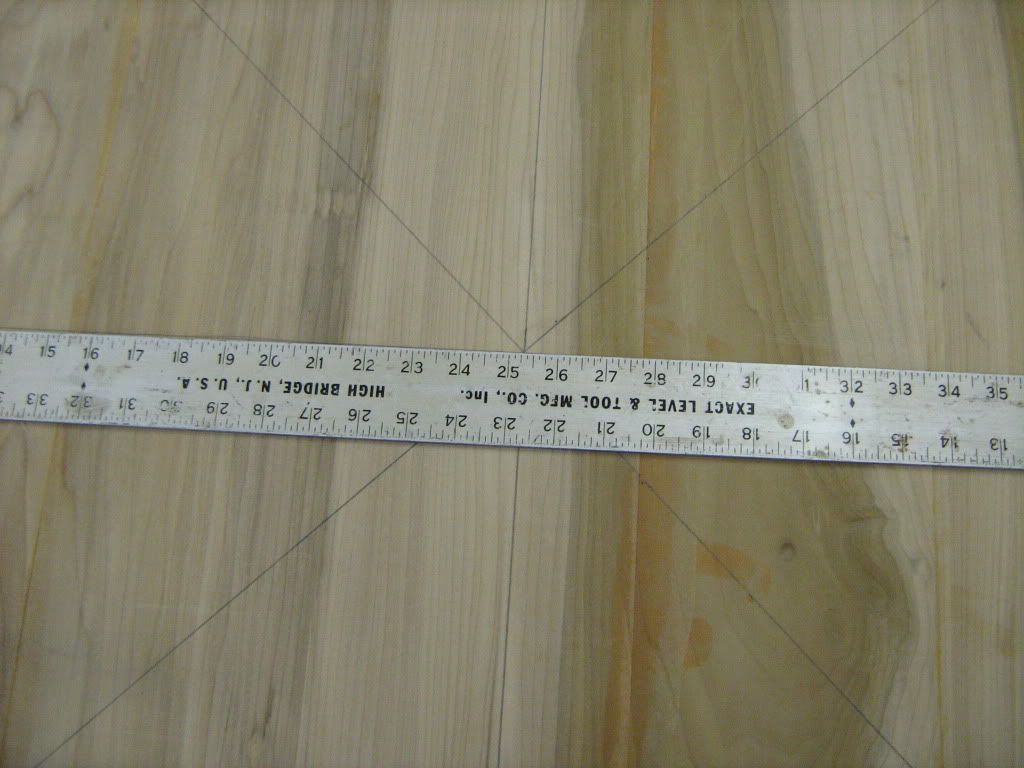 14 15 16 17 18 19 20 21 22 23 24 25 26 27 28 29 30 1 32 33 34 35
EXACT LEVEL & TOOL MFG. CO., Inc. HIGH BRIDGE, N. J., U. S. A.
13 14 15 16 17 18 19 20 21 22 23 24 25 26 27 28 29 30 31 32 33